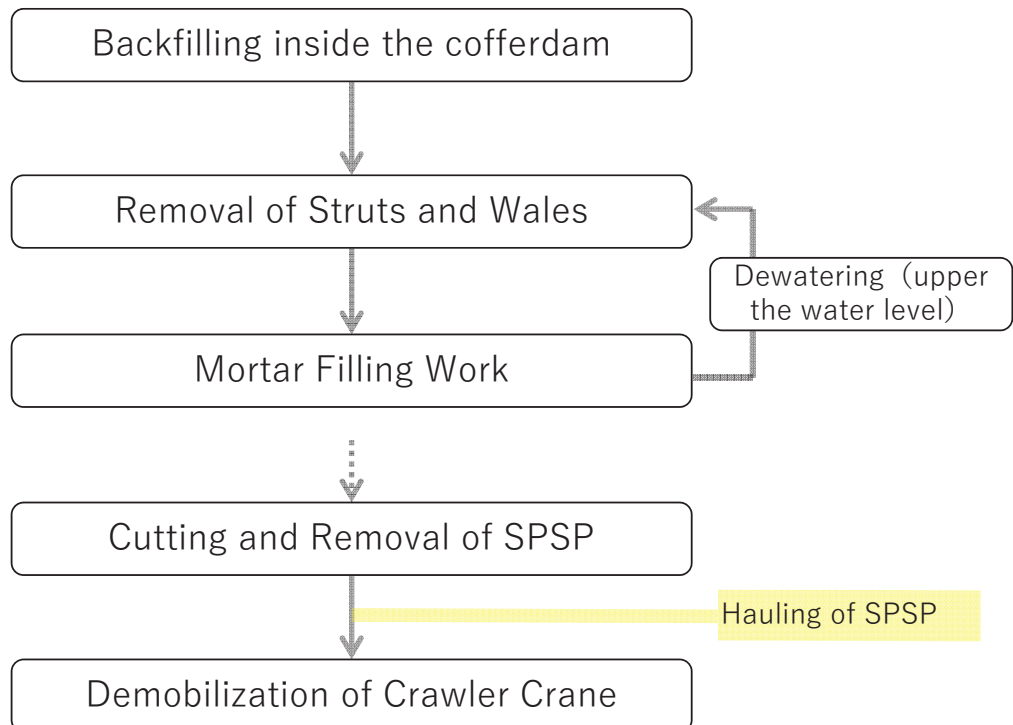 Backfilling inside the cofferdam
Removal of Struts and Wales
Dewatering（upper
the water level）
Mortar Filling Work
Cutting and Removal of SPSP
Hauling of SPSP
Demobilization of Crawler Crane